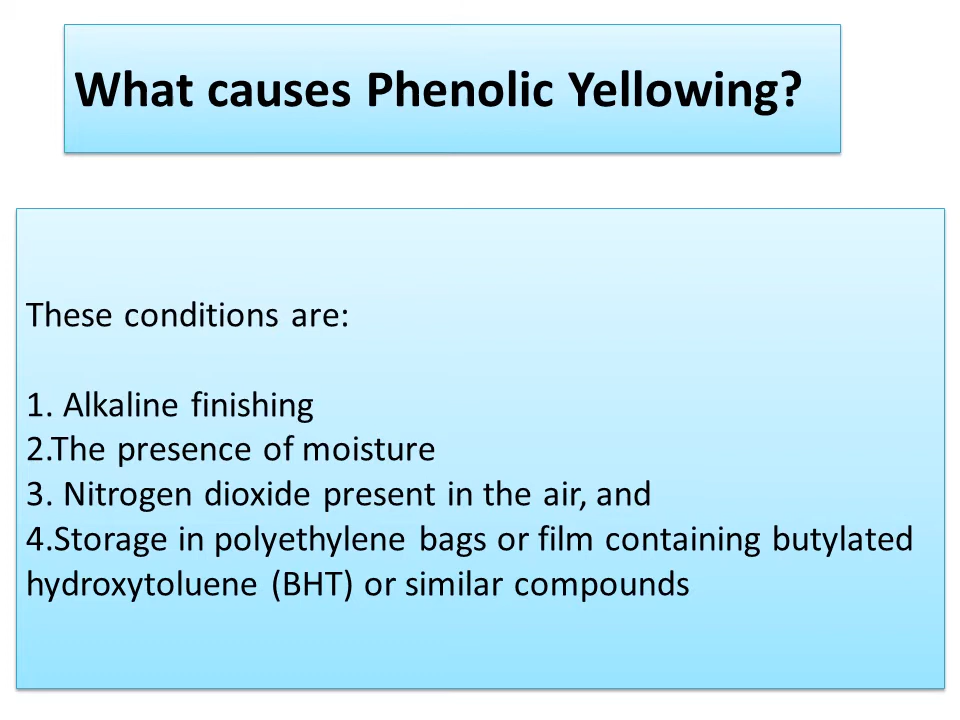 What causes Phenolic Yellowing?
These conditions are:
1. Alkaline finishing
2.The presence of moisture
3. Nitrogen dioxide present in the air, and
4.Storage in polyethylene bags or film containing butylated
hydroxytoluene (BHT) or similar compounds